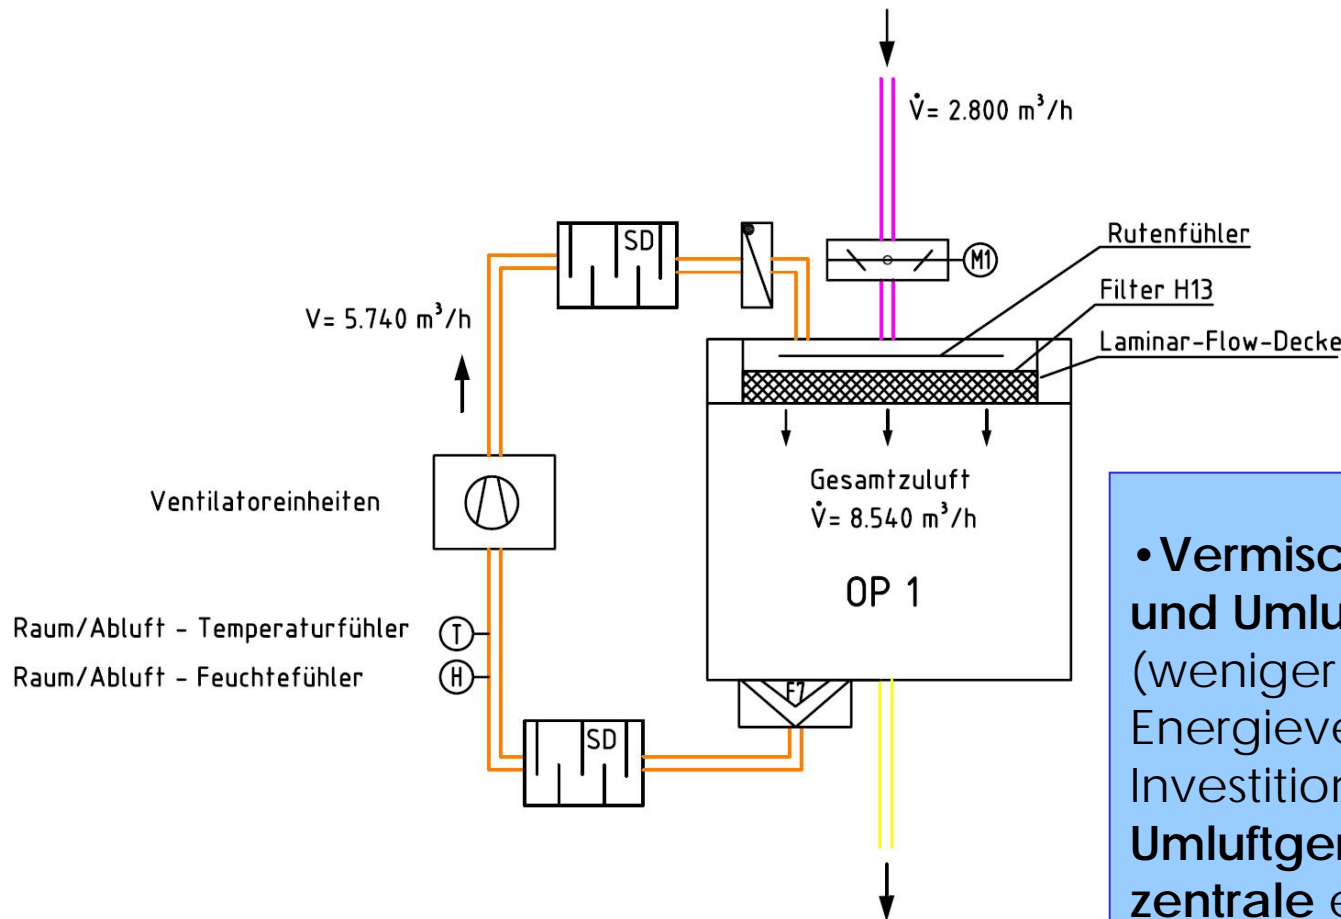 V̇= 2.800 m³/h
Rutenfühler
SD
M1
Filter H13
V= 5.740 m³/h
Laminar-Flow-Decke
Gesamtzuluft
V̇= 8.540 m³/h
Ventilatoreinheiten
OP 1
Raum/Abluft - Temperaturfühler
T
Raum/Abluft - Feuchtefühler
H
F7
SD
•Vermisc
und Umlu
(weniger
Energieve
Investition
Umluftger
zentrale e